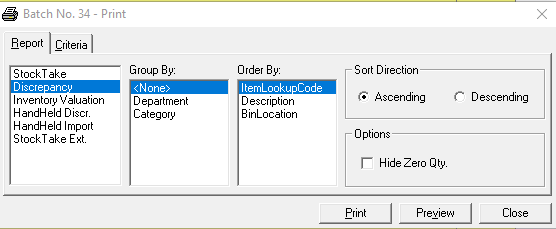 Batch No. 34 - Print
Report
Criteria
StockTake
Discrepancy
Inventory Valuation
HandHeld Discr.
HandHeld Import
StockTake Ext.
Group By:
<None>
Department
Category
Order By:
ItemLookupCode
Description
BinLocation
Sort Direction
Ascending
Descending
Options
Hide Zero Qty.
Print
Preview
Close